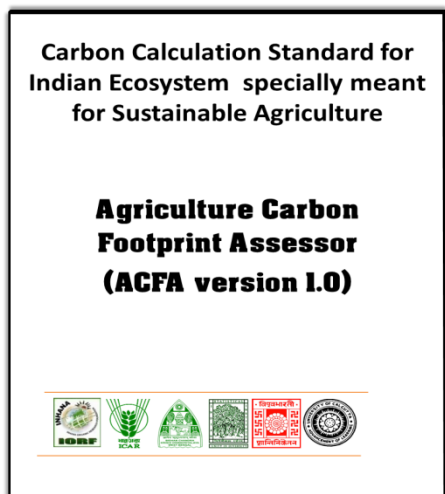 Carbon Calculation Standard for
Indian Ecosystem specially meant
for Sustainable Agriculture
Agriculture Carbon
Footprint Assessor
(ACFA version 1.0)
INHANA
IORF
ICAR